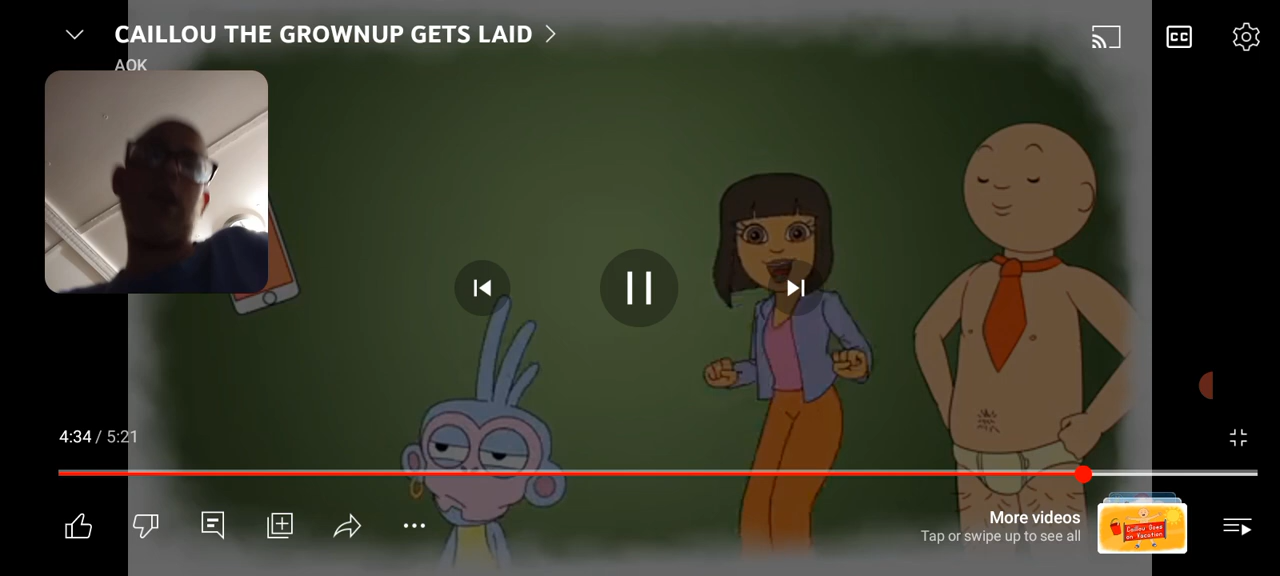 CAILLOU THE GROWNUP GETS LAID
AOK
CC
4:34 / 5:21
More videos
Tap or swipe up to see all
Caillou Goes
on Vacation